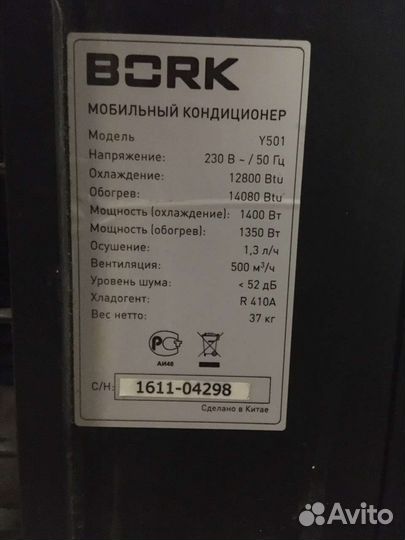 BORK
МОБИЛЬНЫЙ КОНДИЦИОНЕР
Модель Y501
Напряжение: 230 В ~ / 50 Гц
Охлаждение: 12800 Btu
Обогрев: 14080 Btu
Мощность (охлаждение): 1400 Вт
Мощность (обогрев): 1350 Вт
Осушение: 1,3 л/ч
Вентиляция: 500 м³/ч
Уровень шума: < 52 дБ
Хладогент: R 410A
Вес нетто: 37 кг
РС
АИ48
С/Н: 1611-04298
Сделано в Китае
Avito